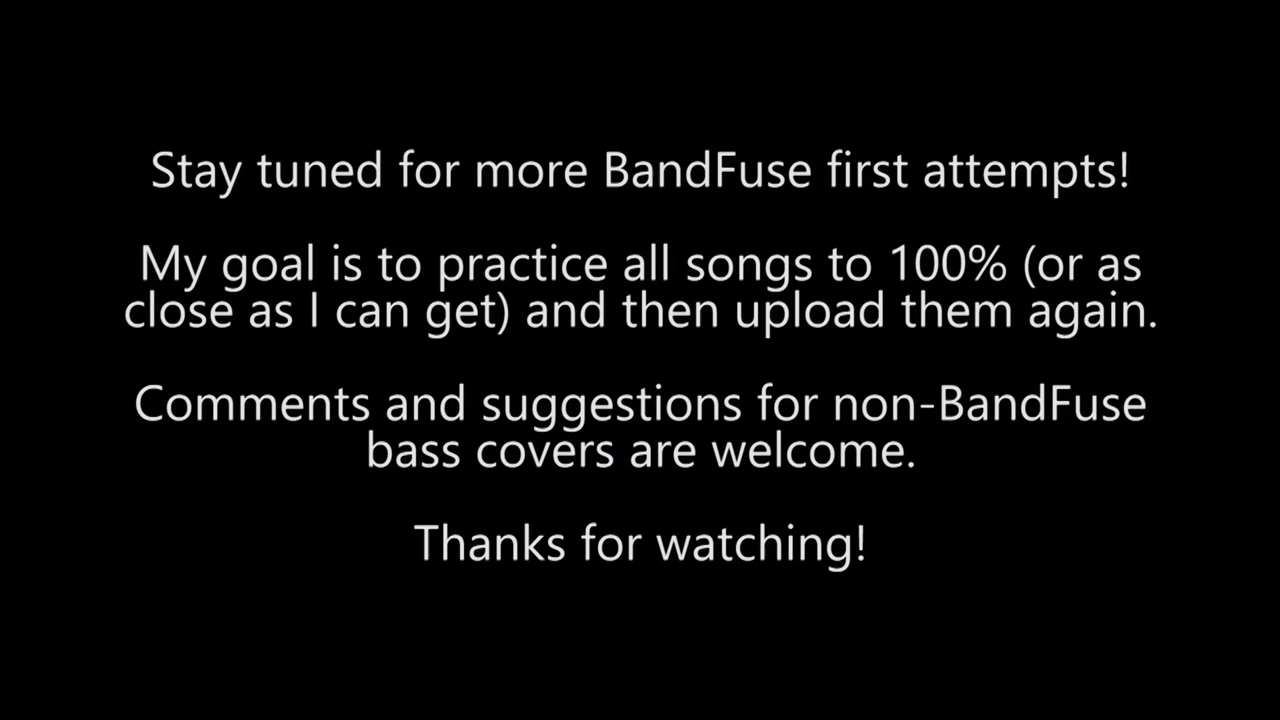 Stay tuned for more BandFuse first attempts!
My goal is to practice all songs to 100% (or as
close as I can get) and then upload them again.
Comments and suggestions for non-BandFuse
bass covers are welcome.
Thanks for watching!